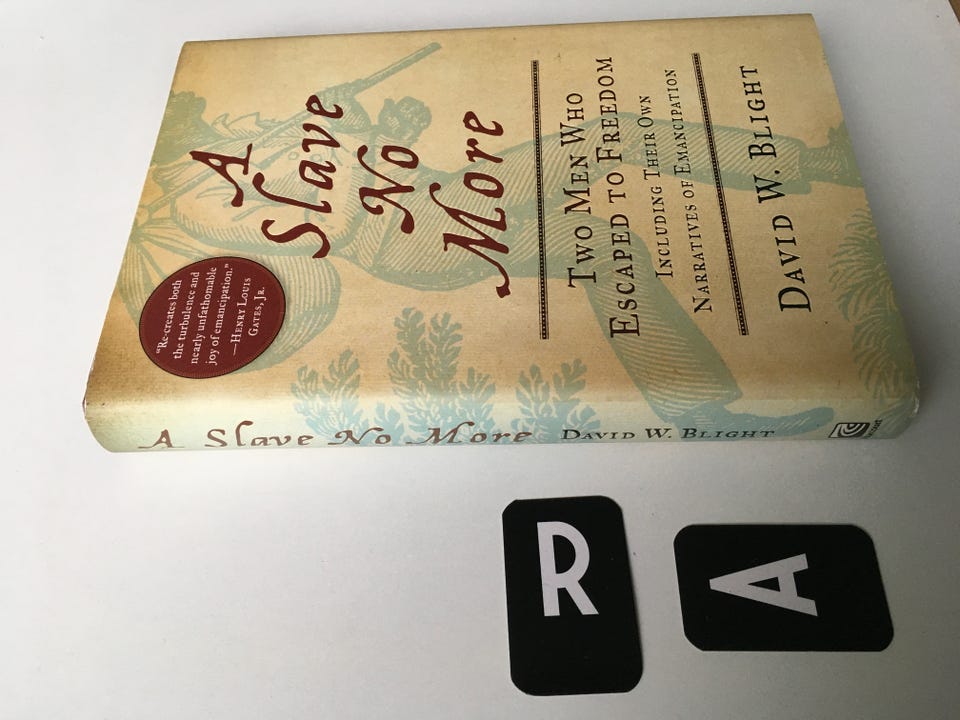 A
Slave
No
More
"Re-creates both
the turbulence and
nearly unfathomable
joy of emancipation."
—Henry Louis
Gates, Jr.
Two Men Who
Escaped to Freedom
Including Their Own
Narratives of Emancipation
David W. Blight
A Slave No More David W. Blight
R
A